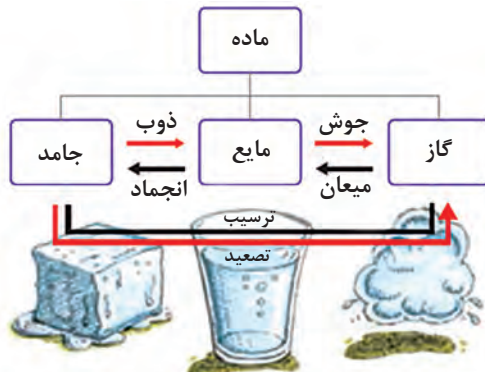 ماده
ذوب
جوش
جامد
مایع
گاز
انجماد
میعان
ترسیب
تصعید